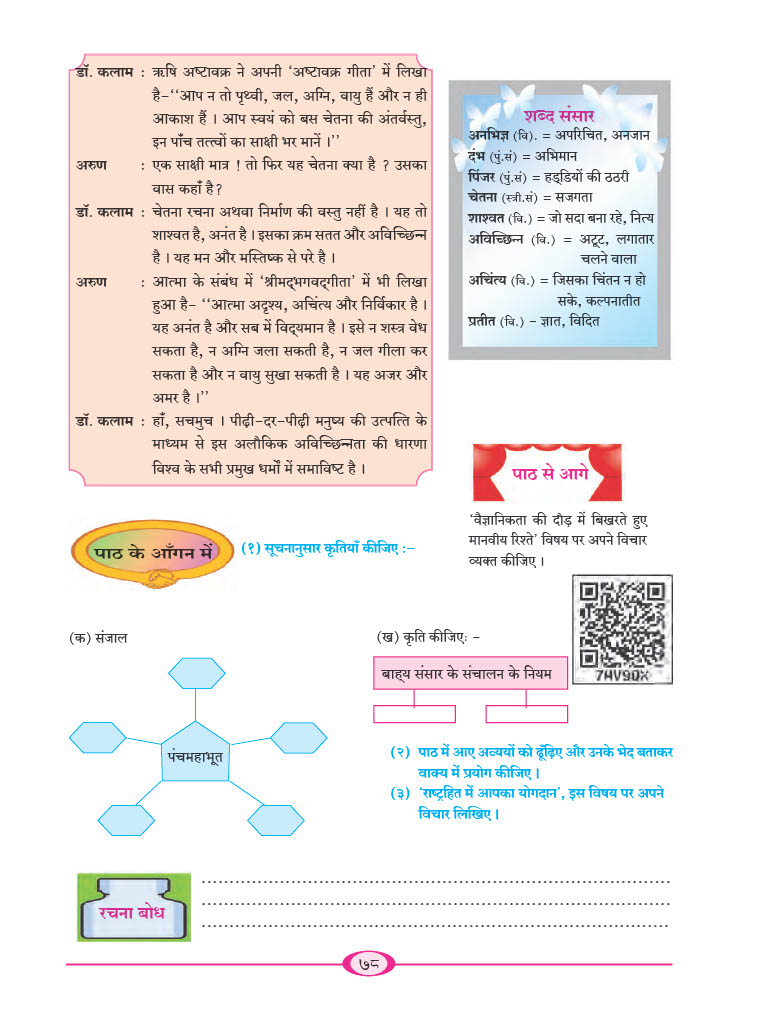 डॉ. कलाम : ऋषि अष्टावक्र ने अपनी ‘अष्टावक्र गीता’ में लिखा
है–‘‘आप न तो पृथ्वी, जल, अग्नि, वायु हैं और न ही
आकाश हैं । आप स्वयं को बस चेतना की अंतर्वस्तु,
इन पाँच तत्त्वों का साक्षी भर मानें ।’’
अरुण : एक साक्षी मात्र ! तो फिर यह चेतना क्या है ? उसका
वास कहाँ है?
डॉ. कलाम : चेतना रचना अथवा निर्माण की वस्तु नहीं है । यह तो
शाश्वत है, अनंत है । इसका क्रम सतत और अविच्छिन्न
है । यह मन और मस्तिष्क से परे है ।
अरुण : आत्मा के संबंध में ‘श्रीमद्भगवद्गीता’ में भी लिखा
हुआ है– ‘‘आत्मा अदृश्य, अचिंत्य और निर्विकार है ।
यह अनंत है और सब में विद्यमान है । इसे न शस्त्र वेध
सकता है, न अग्नि जला सकती है, न जल गीला कर
सकता है और न वायु सुखा सकती है । यह अजर और
अमर है ।’’
डॉ. कलाम : हाँ, सचमुच । पीढ़ी-दर-पीढ़ी मनुष्य की उत्पत्ति के
माध्यम से इस अलौकिक अविच्छिन्नता की धारणा
विश्व के सभी प्रमुख धर्मों में समाविष्ट है ।
शब्द संसार
अनभिज्ञ (वि). = अपरिचित, अनजान
दंभ (पुं.सं) = अभिमान
पिंजर (पुं.सं) = हड्डियों की ठठरी
चेतना (स्त्री.सं) = सजगता
शाश्वत (वि.) = जो सदा बना रहे, नित्य
अविच्छिन्न (वि.) = अटूट, लगातार
चलने वाला
अचिंत्य (वि.) = जिसका चिंतन न हो
सके, कल्पनातीत
प्रतीत (वि.) – ज्ञात, विदित
पाठ से आगे
‘वैज्ञानिकता की दौड़ में बिखरते हुए
मानवीय रिश्ते’ विषय पर अपने विचार
व्यक्त कीजिए ।
7HV9QX
पाठ के आँगन में
(१) सूचनानुसार कृतियाँ कीजिए :–
(क) संजाल
पंचमहाभूत
(ख) कृति कीजिए: –
बाह्य संसार के संचालन के नियम
(२) पाठ में आए अव्ययों को ढूँढ़िए और उनके भेद बताकर
वाक्य में प्रयोग कीजिए ।
(३) ‘राष्ट्रहित में आपका योगदान’, इस विषय पर अपने
विचार लिखिए ।
रचना बोध
७८